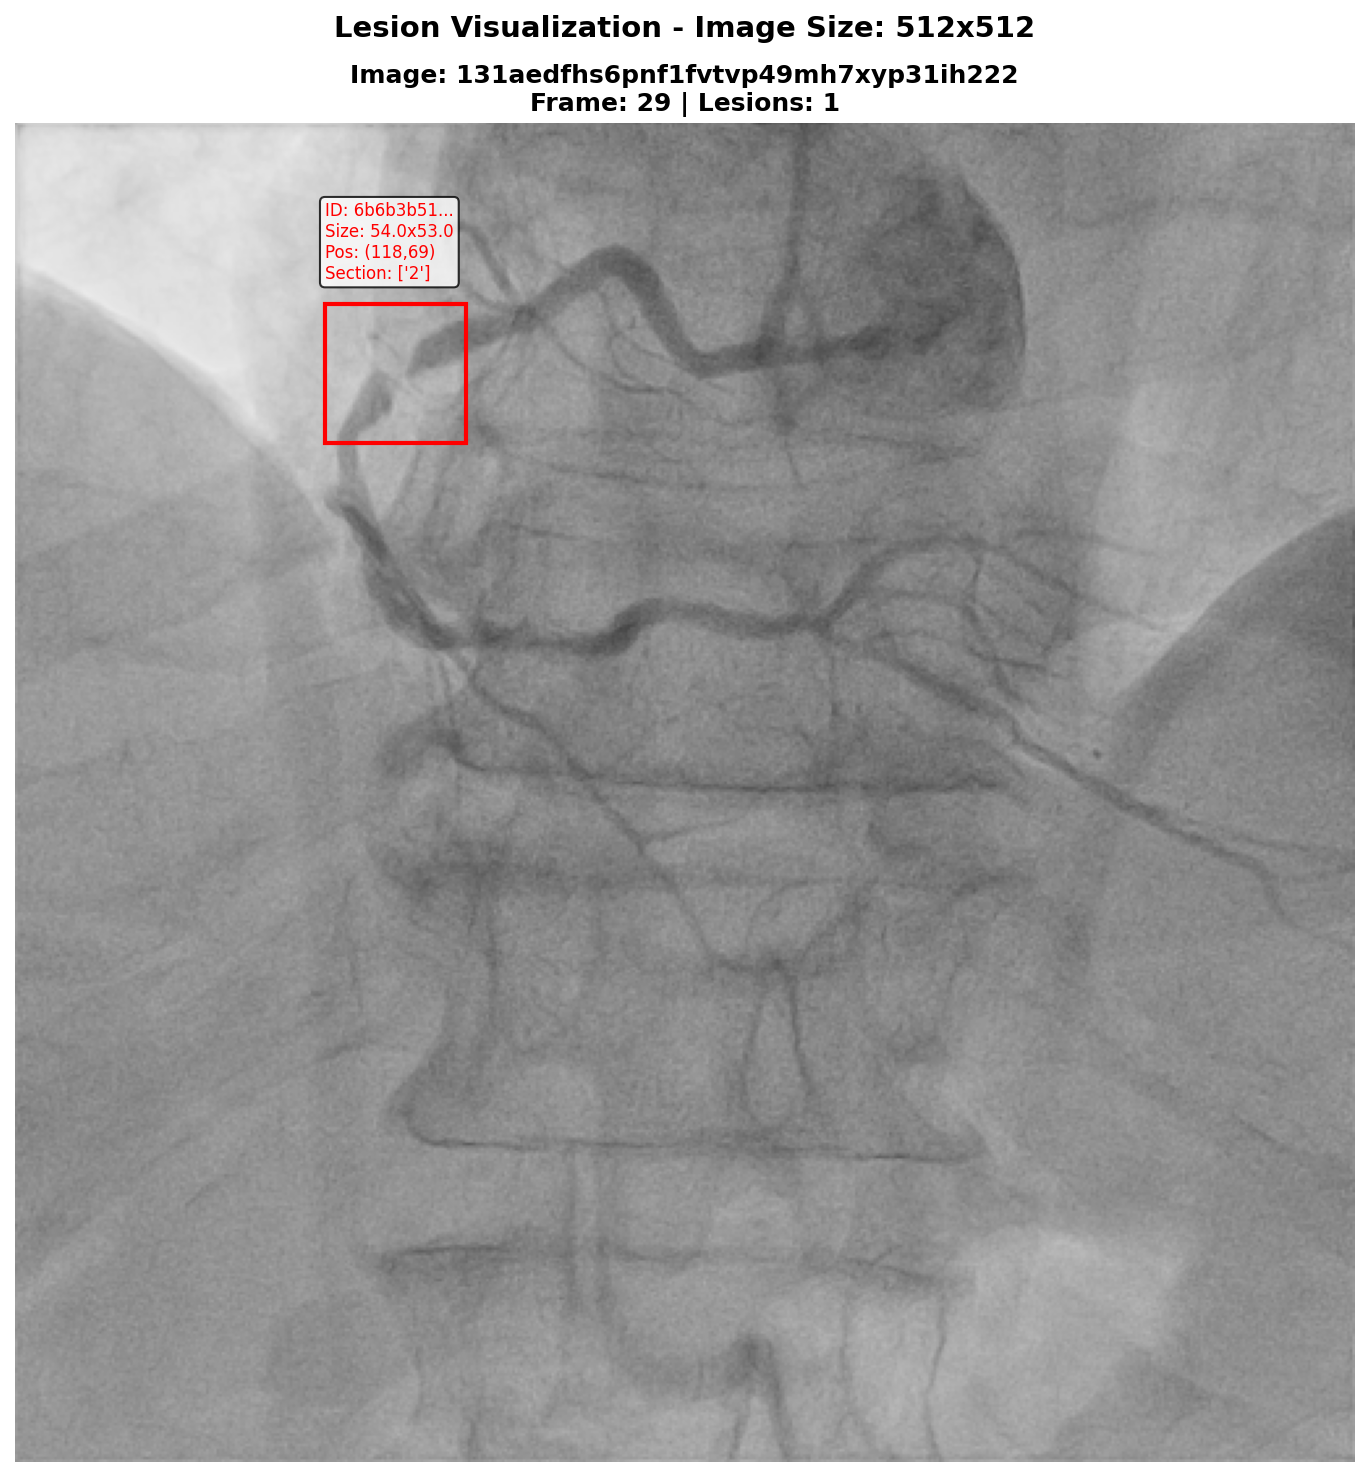 Lesion Visualization - Image Size: 512x512
Image: 131aedfhs6pnf1fvtvp49mh7xyp31ih222
Frame: 29 | Lesions: 1
ID: 6b6b3b51...
Size: 54.0x53.0
Pos: (118,69)
Section: ['2']